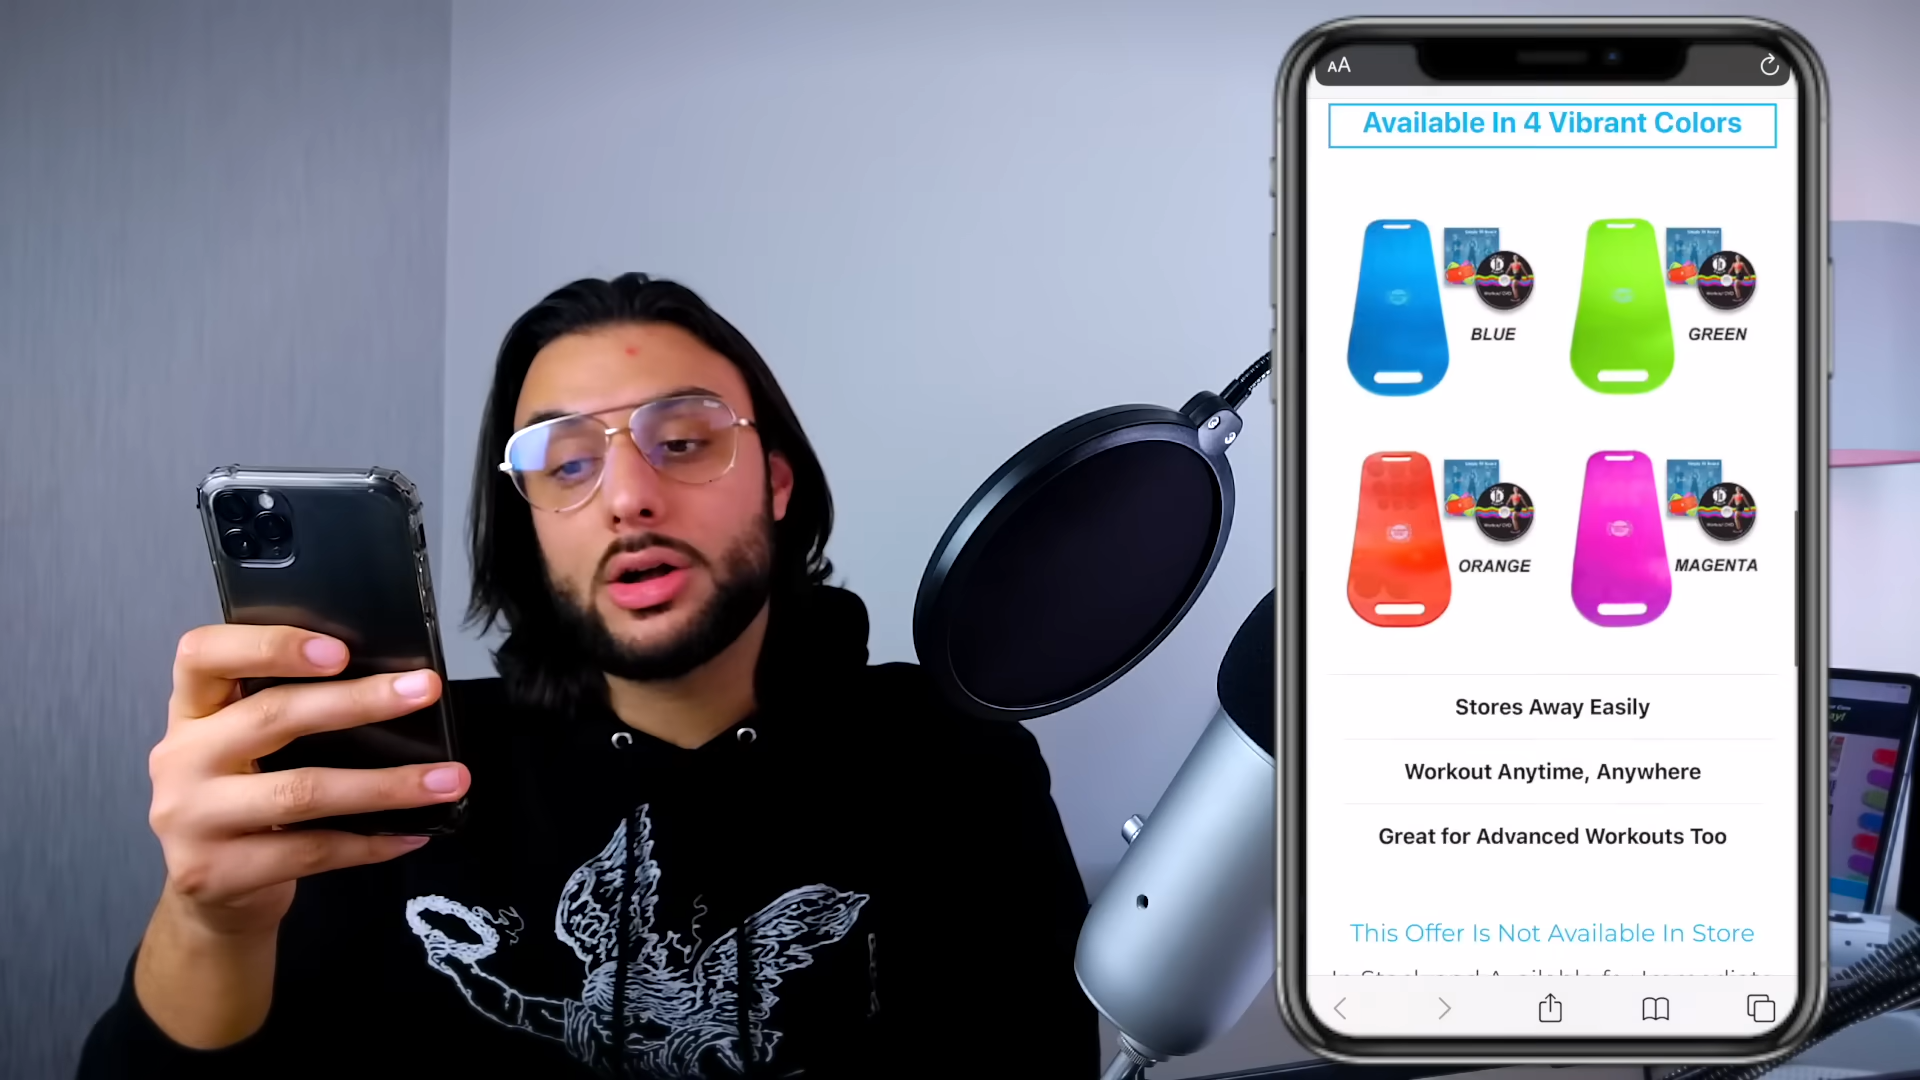 AA
Available In 4 Vibrant Colors
BLUE
GREEN
ORANGE
MAGENTA
Stores Away Easily
Workout Anytime, Anywhere
Great for Advanced Workouts Too
This Offer Is Not Available In Store